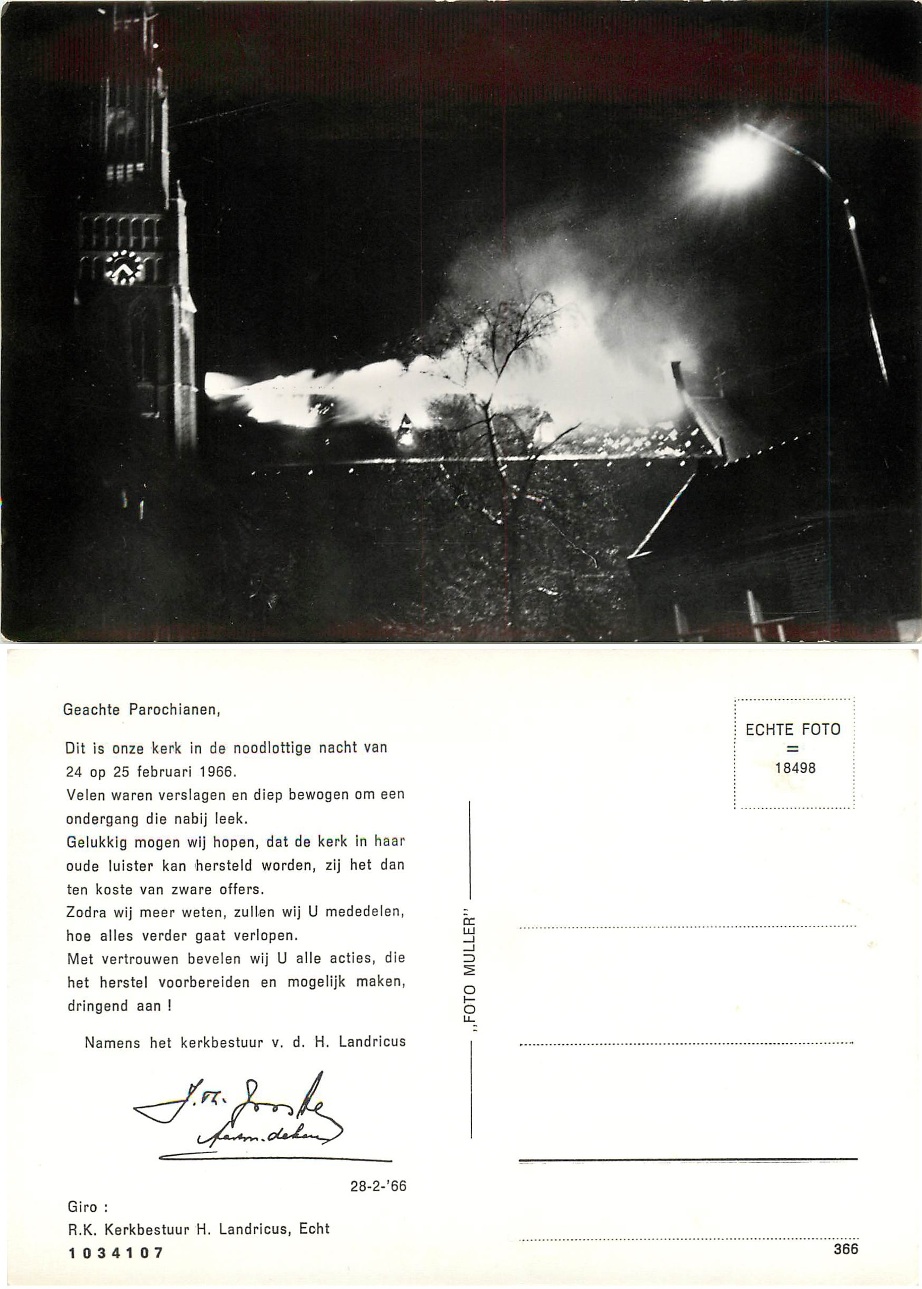 Geachte Parochianen,
Dit is onze kerk in de noodlottige nacht van
24 op 25 februari 1966.
Velen waren verslagen en diep bewogen om een
ondergang die nabij leek.
Gelukkig mogen wij hopen, dat de kerk in haar
oude luister kan hersteld worden, zij het dan
ten koste van zware offers.
Zodra wij meer weten, zullen wij U mededelen,
hoe alles verder gaat verlopen.
Met vertrouwen bevelen wij U alle acties, die
het herstel voorbereiden en mogelijk maken,
dringend aan !
Namens het kerkbestuur v. d. H. Landricus
J. Th.
28-2-'66
Giro :
R.K. Kerkbestuur H. Landricus, Echt
1034107
„FOTO MULLER”
ECHTE FOTO
=
18498
366